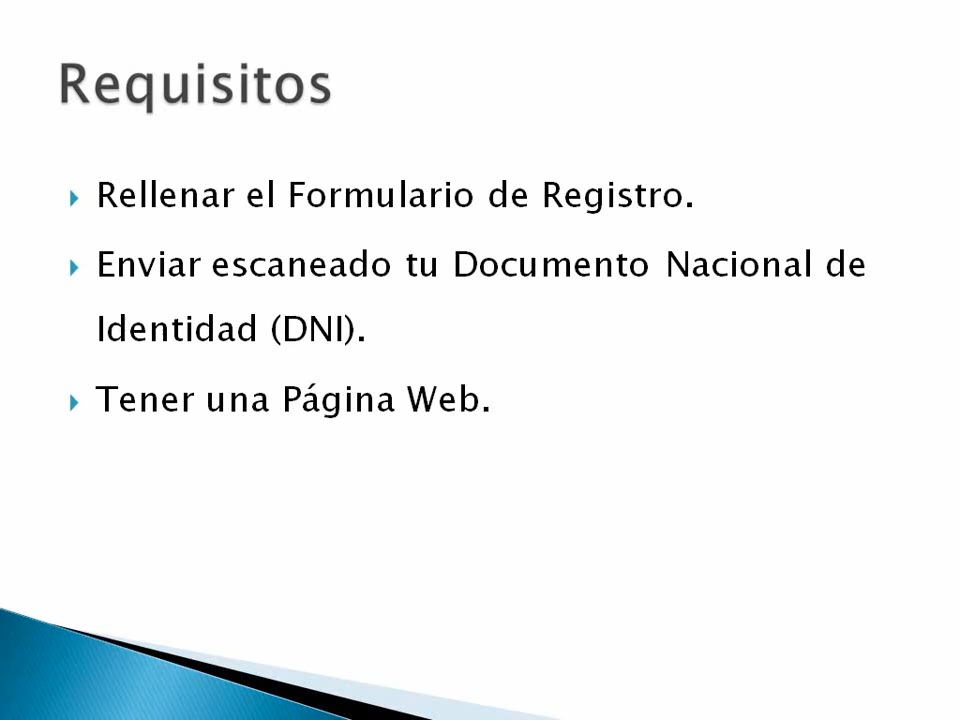 Requisitos
Rellenar el Formulario de Registro.
Enviar escaneado tu Documento Nacional de
Identidad (DNI).
Tener una Página Web.